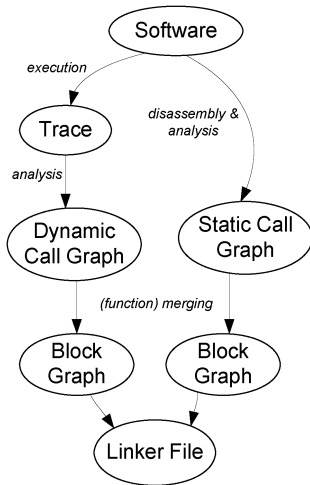 Software
execution
disassembly &
analysis
Trace
analysis
Dynamic
Call Graph
Static Call
Graph
(function) merging
Block
Graph
Block
Graph
Linker File